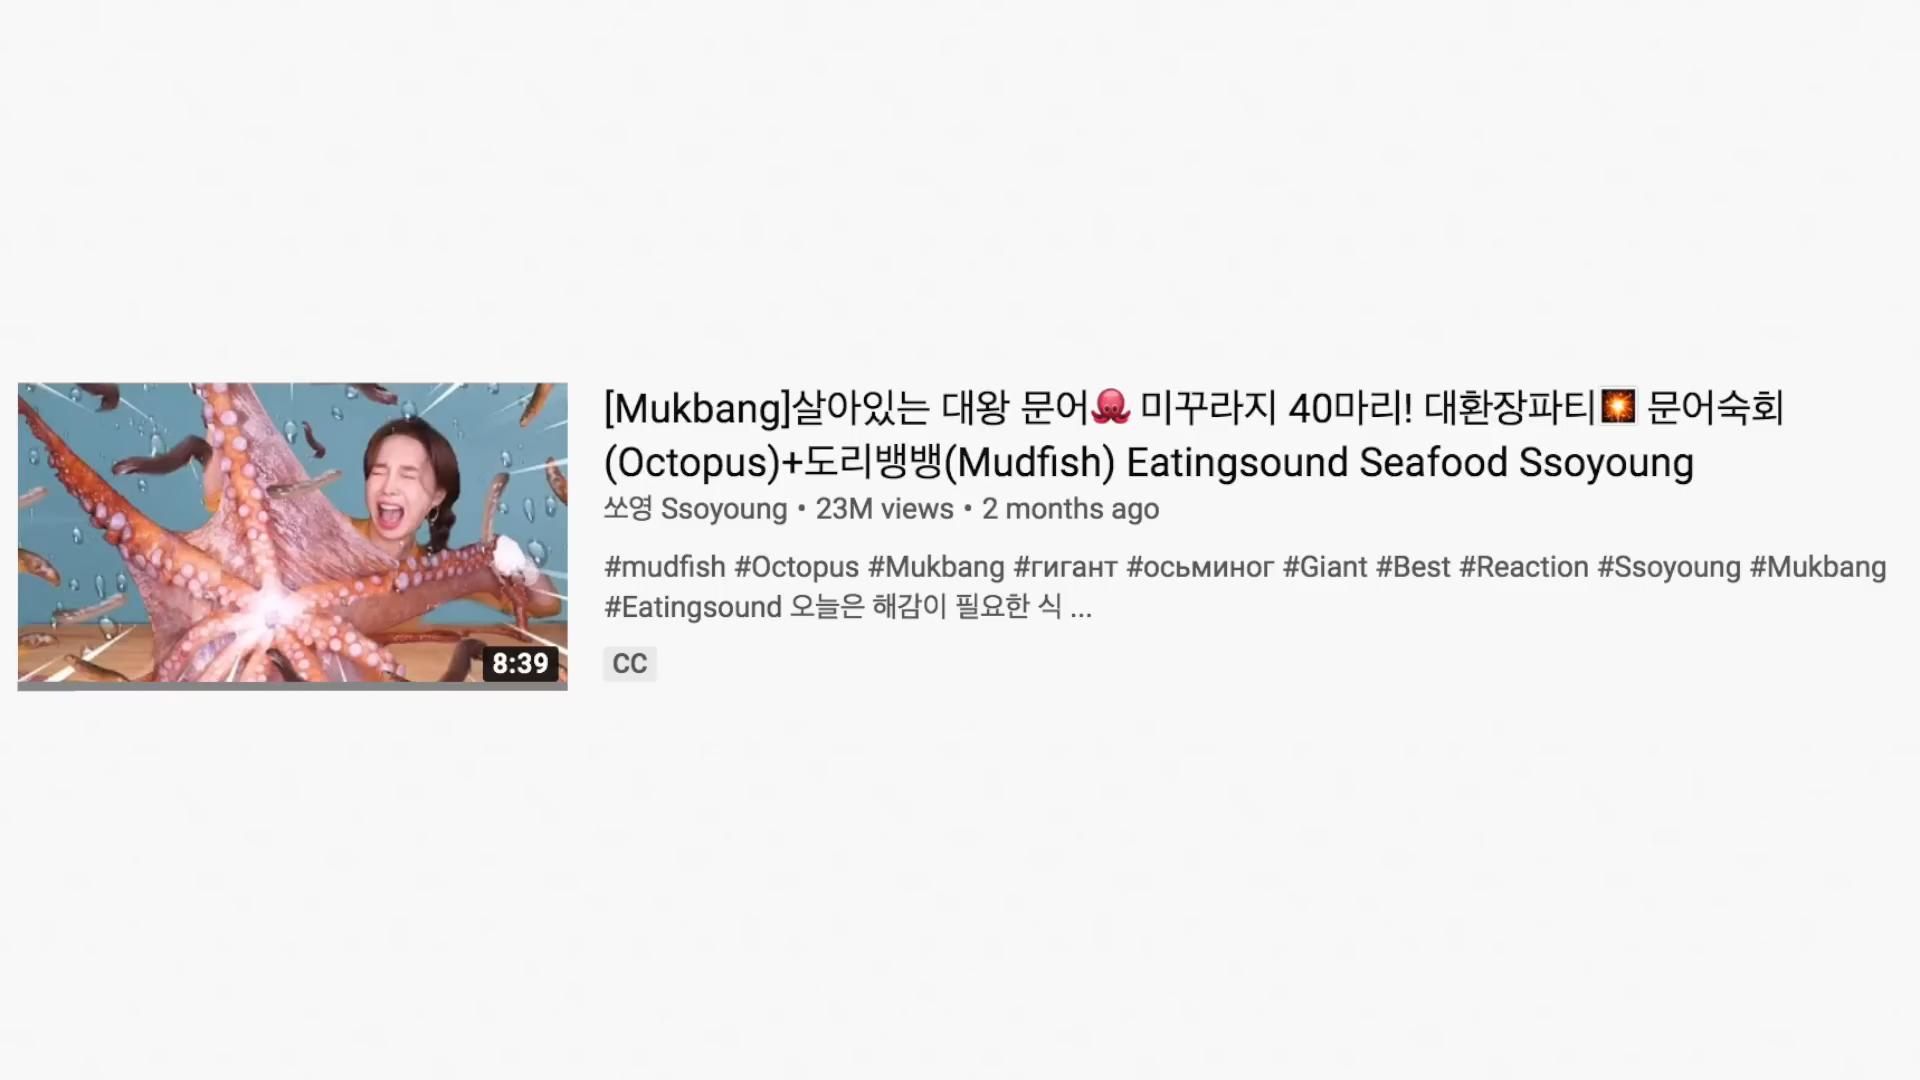 [Mukbang]살아있는 대왕 문어🐙 미꾸라지 40마리! 대환장파티🎇 문어숙회
(Octopus)+도리뱅뱅(Mudfish) Eatingsound Seafood Ssoyoung
쏘영 Ssoyoung • 23M views • 2 months ago
#mudfish #Octopus #Mukbang #гигант #осьминог #Giant #Best #Reaction #Ssoyoung #Mukbang
#Eatingsound 오늘은 해감이 필요한 식 ...
8:39
CC